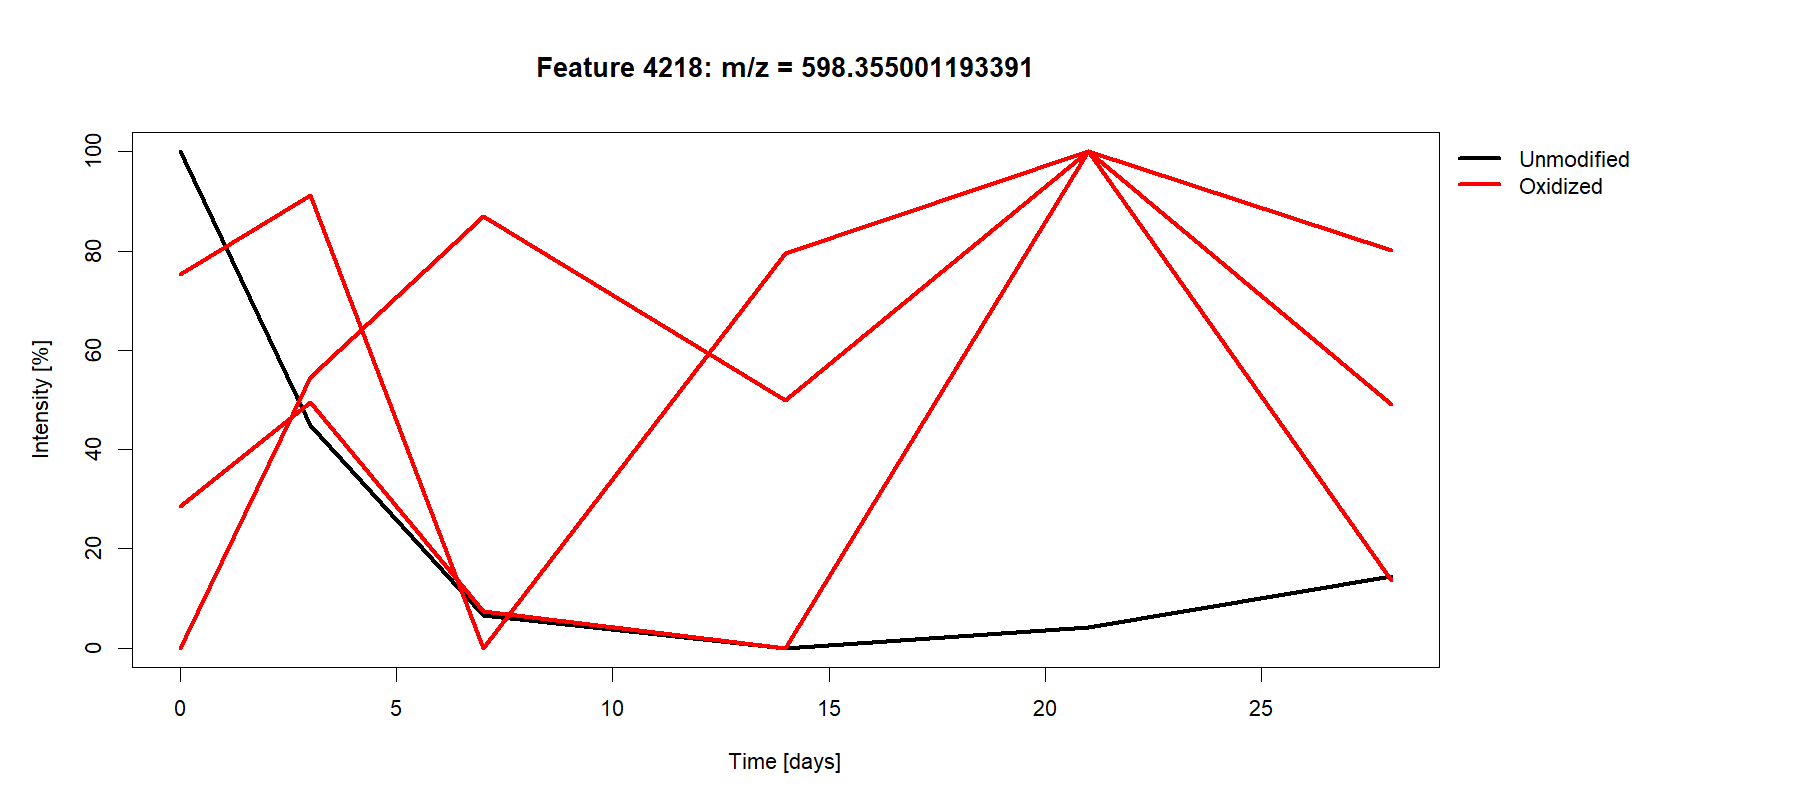 Feature 4218: m/z = 598.355001193391
Unmodified
Oxidized
100
80
60
40
20
0
Intensity [%]
0 5 10 15 20 25
Time [days]